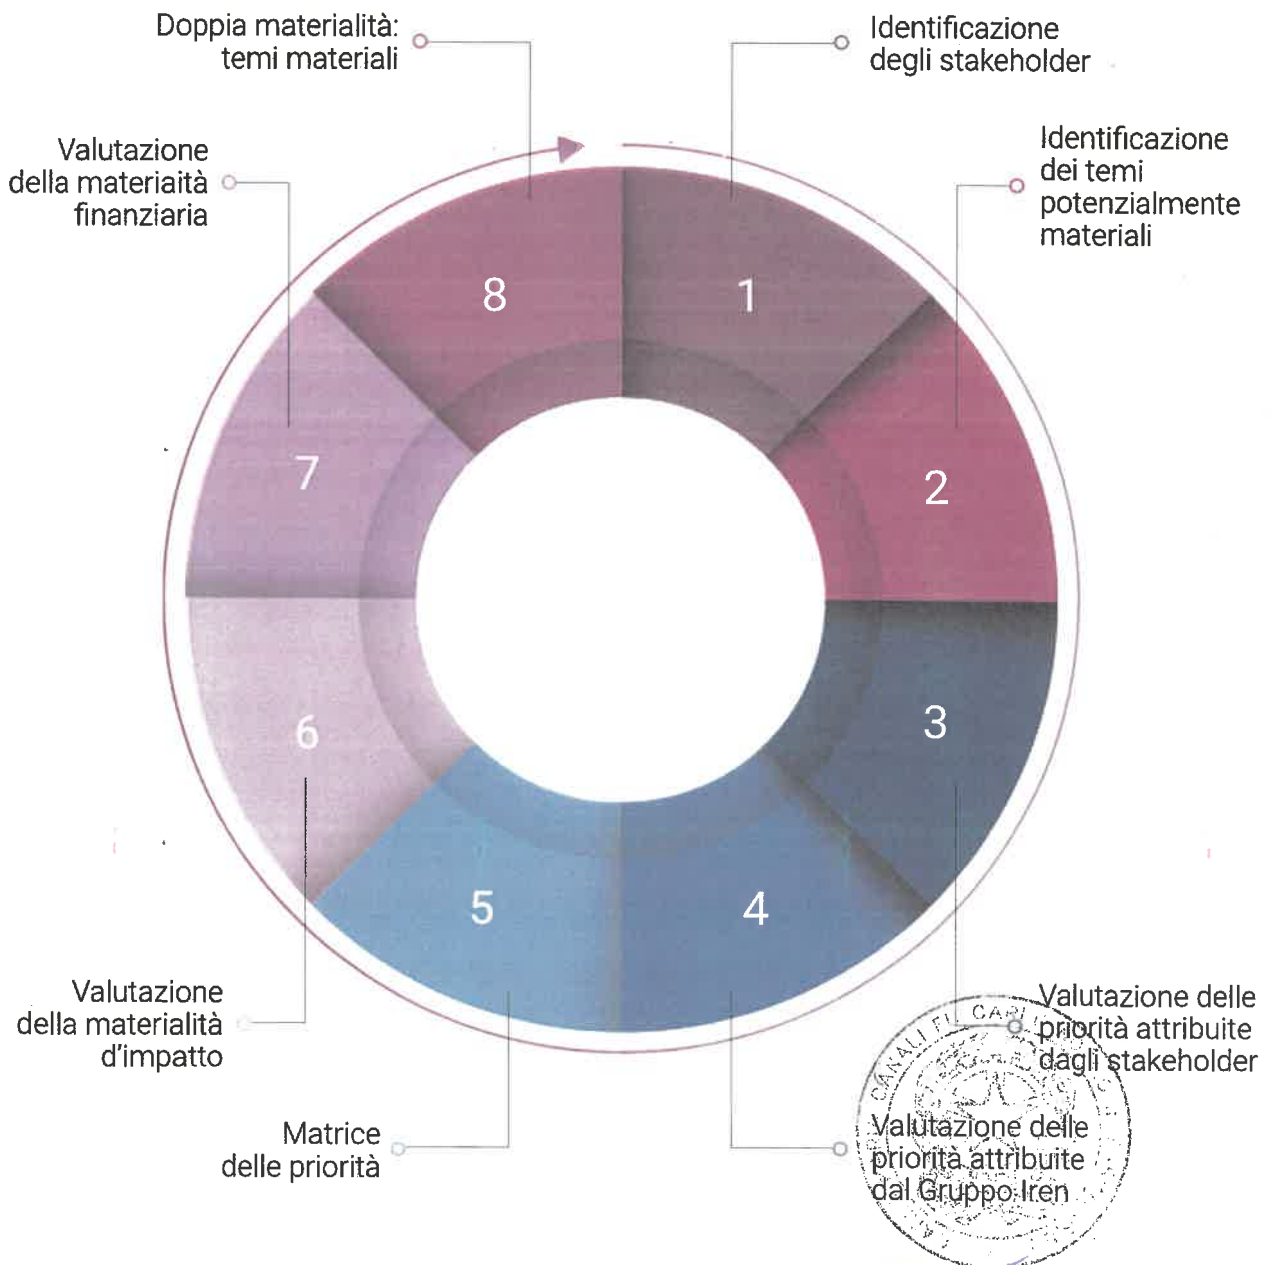 Doppia materialità:
temi materiali
Identificazione
degli stakeholder
Valutazione
della materiaità
finanziaria
Identificazione
dei temi
potenzialmente
materiali
8
1
7
2
6
3
5
4
Valutazione
della materialità
d'impatto
Valutazione delle
priorità attribuite
dagli stakeholder
Matrice
delle priorità
Valutazione delle
priorità attribuite
dal Gruppo Iren